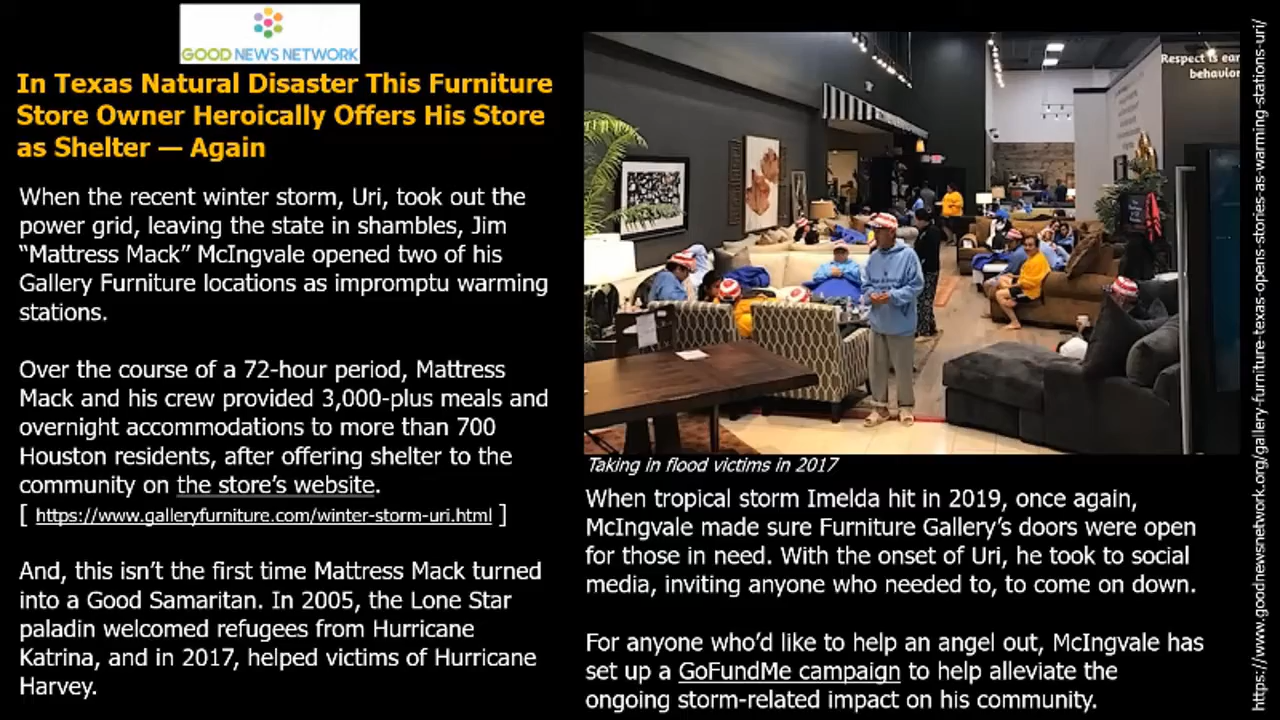 GOOD NEWS NETWORK
In Texas Natural Disaster This Furniture
Store Owner Heroically Offers His Store
as Shelter — Again
When the recent winter storm, Uri, took out the
power grid, leaving the state in shambles, Jim
“Mattress Mack” McIngvale opened two of his
Gallery Furniture locations as impromptu warming
stations.
Over the course of a 72-hour period, Mattress
Mack and his crew provided 3,000-plus meals and
overnight accommodations to more than 700
Houston residents, after offering shelter to the
community on the store’s website.
[ https://www.galleryfurniture.com/winter-storm-uri.html ]
And, this isn’t the first time Mattress Mack turned
into a Good Samaritan. In 2005, the Lone Star
paladin welcomed refugees from Hurricane
Katrina, and in 2017, helped victims of Hurricane
Harvey.
Respect is ear
behavior
Taking in flood victims in 2017
When tropical storm Imelda hit in 2019, once again,
McIngvale made sure Furniture Gallery’s doors were open
for those in need. With the onset of Uri, he took to social
media, inviting anyone who needed to, to come on down.
For anyone who’d like to help an angel out, McIngvale has
set up a GoFundMe campaign to help alleviate the
ongoing storm-related impact on his community.
https://www.goodnewsnetwork.org/gallery-furniture-texas-opens-stories-as-warming-stations-uri/